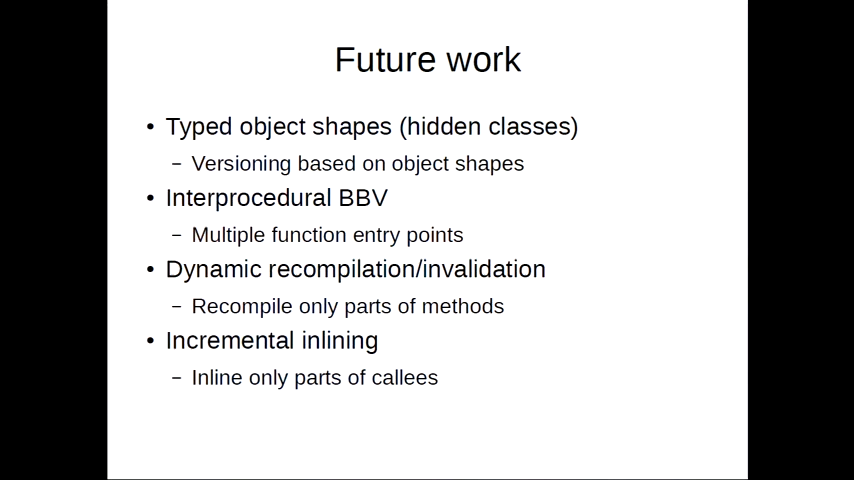 Future work
• Typed object shapes (hidden classes)
– Versioning based on object shapes
• Interprocedural BBV
– Multiple function entry points
• Dynamic recompilation/invalidation
– Recompile only parts of methods
• Incremental inlining
– Inline only parts of callees